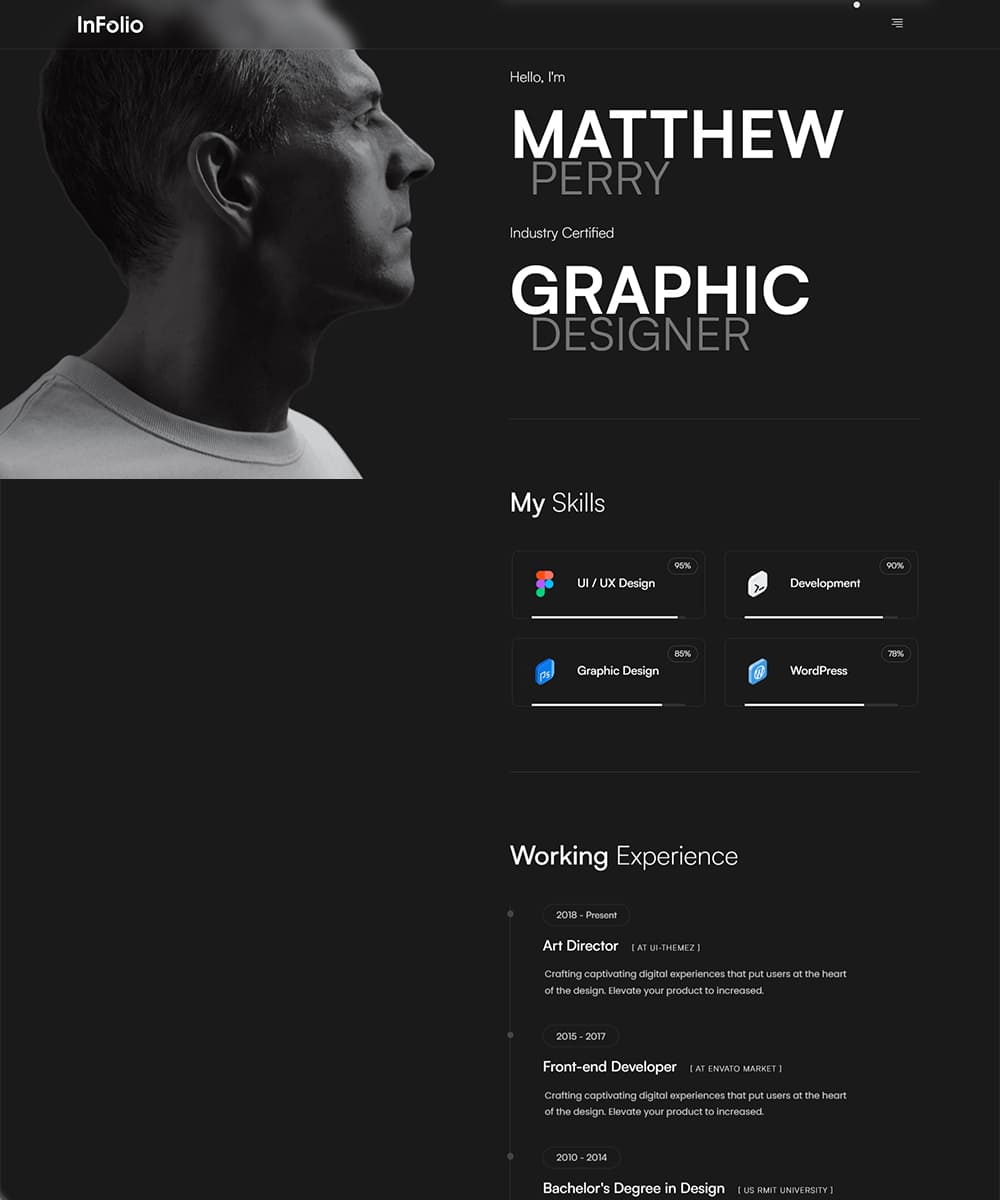 InFolio
Hello, I'm
MATTHEW
PERRY
Industry Certified
GRAPHIC
DESIGNER
My Skills
95%
UI / UX Design
90%
Development
85%
Ps
Graphic Design
78%
WordPress
Working Experience
2018 - Present
Art Director [ AT UI-THEMEZ ]
Crafting captivating digital experiences that put users at the heart
of the design. Elevate your product to increased.
2015 - 2017
Front-end Developer [ AT ENVATO MARKET ]
Crafting captivating digital experiences that put users at the heart
of the design. Elevate your product to increased.
2010 - 2014
Bachelor's Degree in Design [ US RMIT UNIVERSITY ]